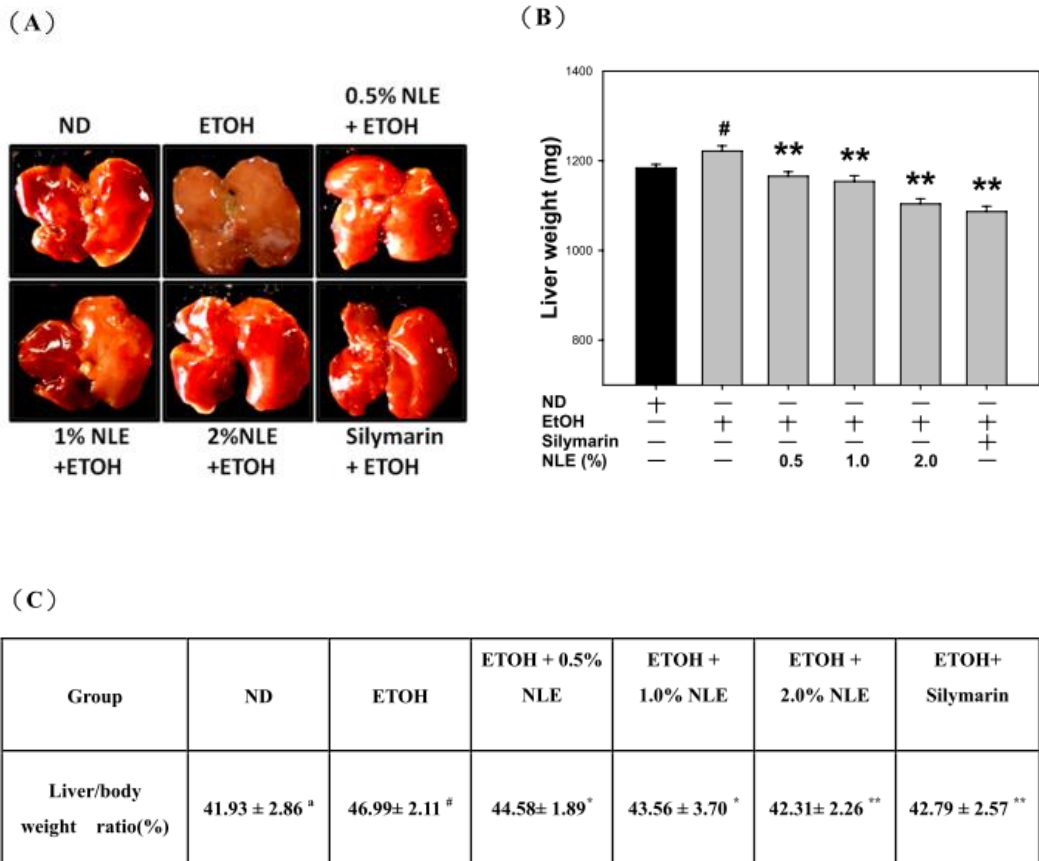 （A）
0.5% NLE
ND ETOH + ETOH
1% NLE 2%NLE Silymarin
+ETOH +ETOH + ETOH
（B）
1400
1200
1000
800
Liver weight (mg)
# ** ** ** **
ND + — — — — —
EtOH — + + + + +
Silymarin — — — — — +
NLE (%) — — 0.5 1.0 2.0 —
（C）
Group ND ETOH ETOH + 0.5% NLE ETOH + 1.0% NLE ETOH + 2.0% NLE ETOH+ Silymarin
Liver/body weight ratio(%) 41.93 ± 2.86 a 46.99± 2.11 # 44.58± 1.89* 43.56 ± 3.70 * 42.31± 2.26 ** 42.79 ± 2.57 **